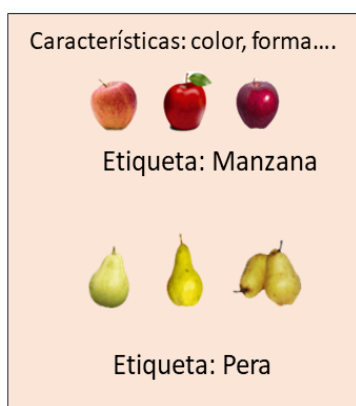 Características: color, forma....
Etiqueta: Manzana
Etiqueta: Pera